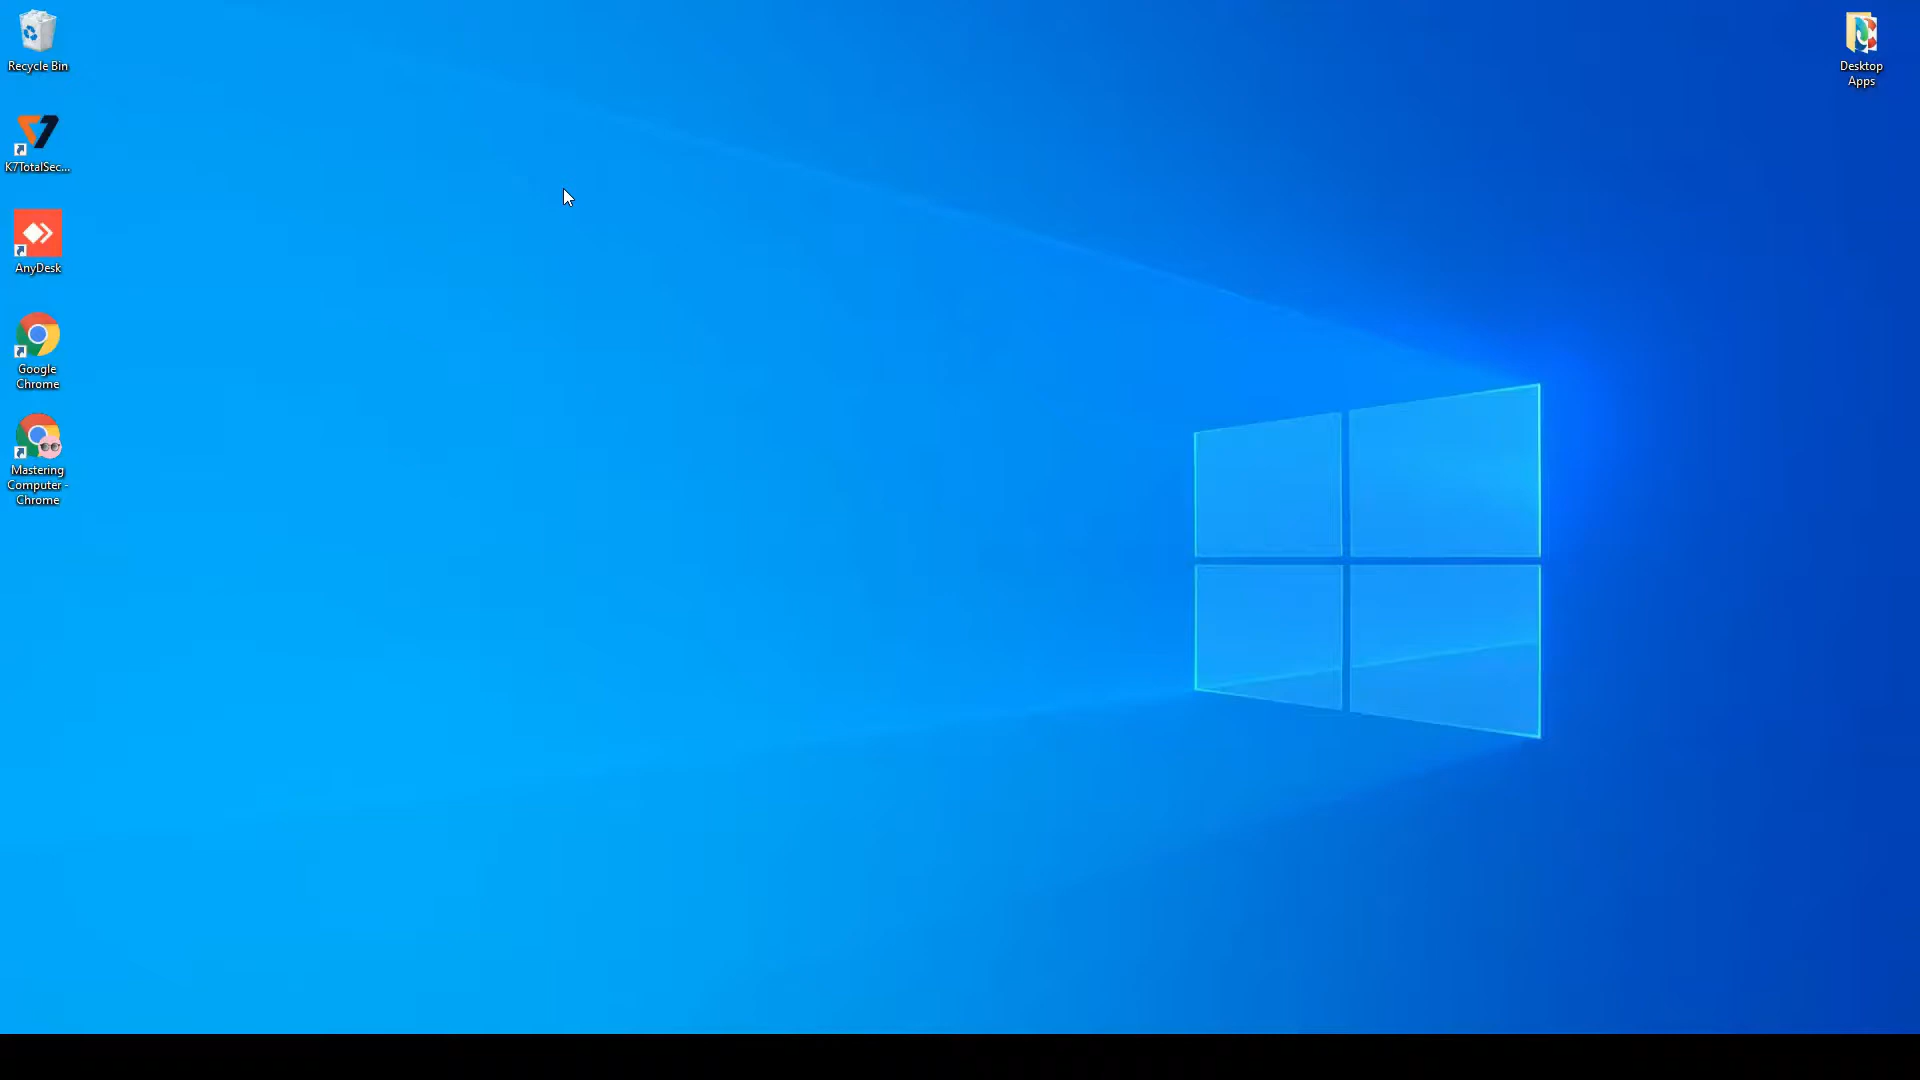 Recycle Bin
K7TotalSec...
AnyDesk
Google
Chrome
Mastering
Computer -
Chrome
Desktop
Apps